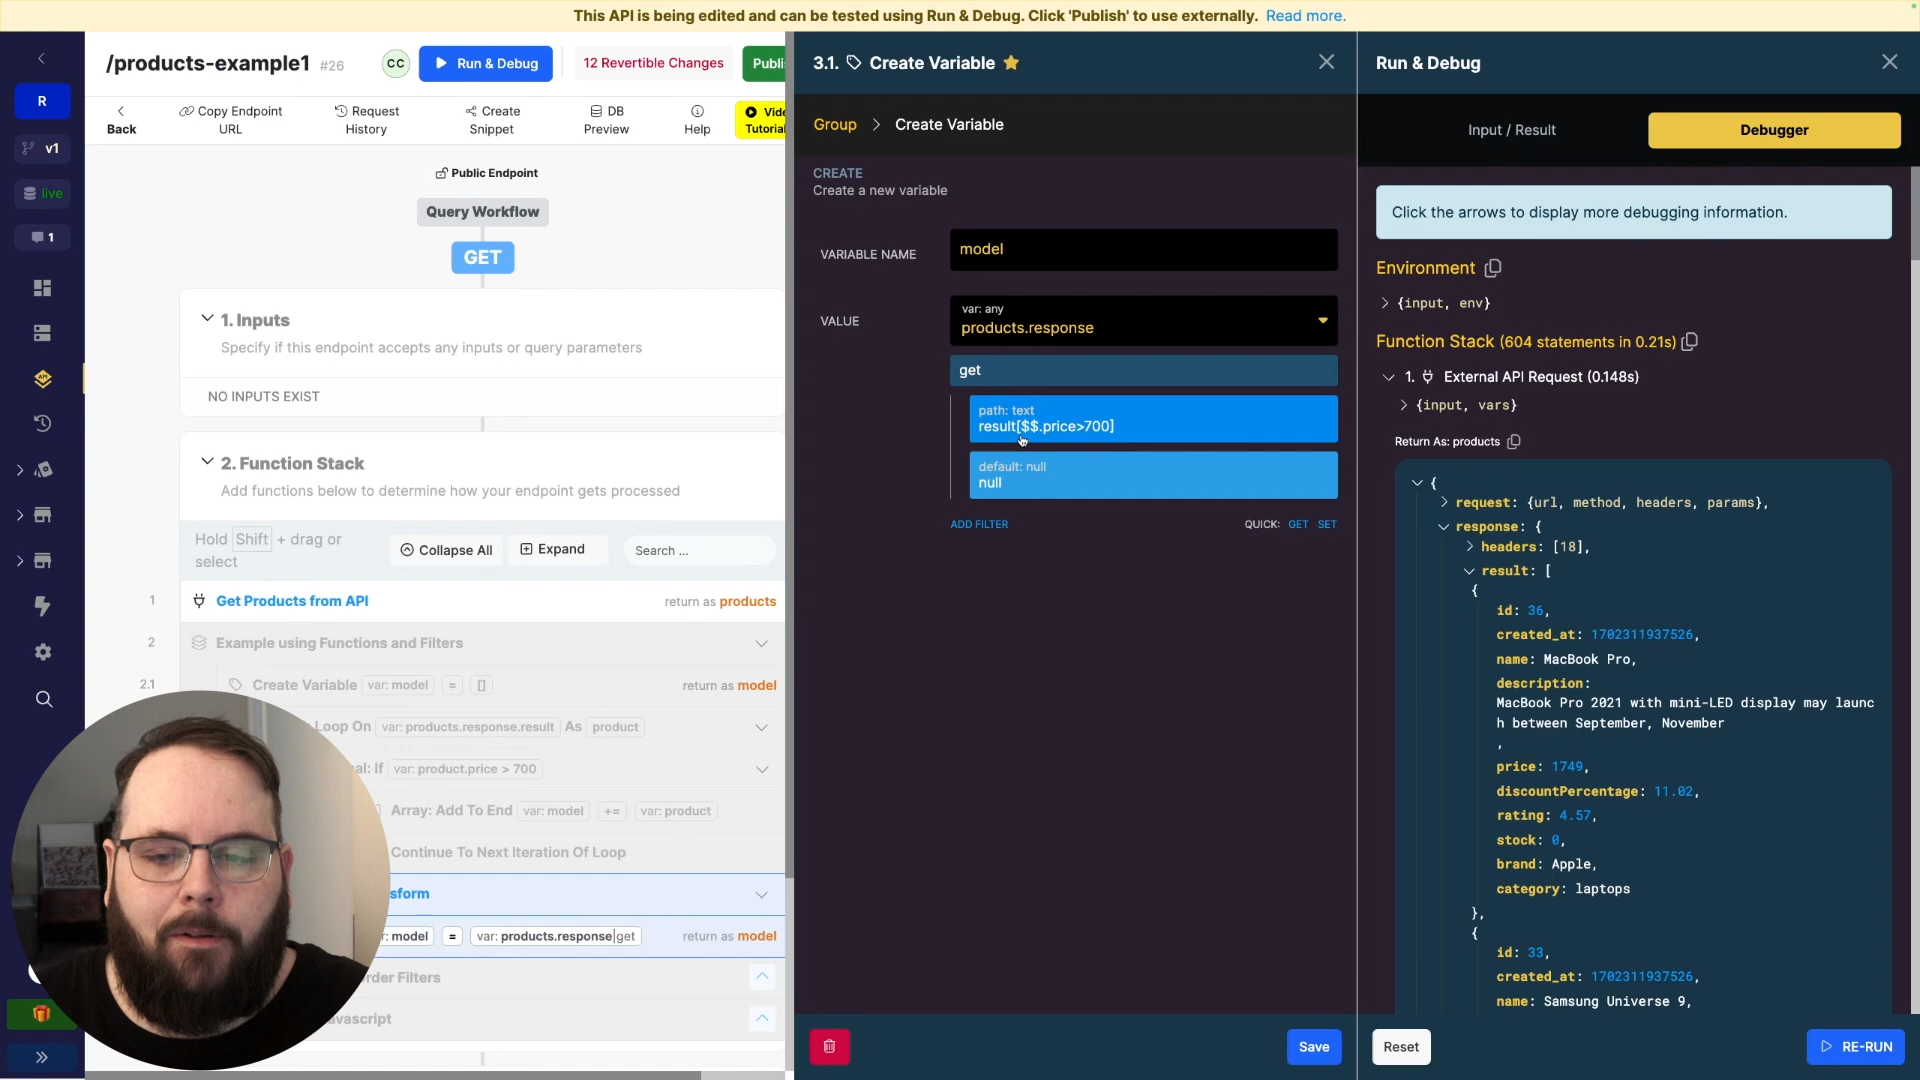 This API is being edited and can be tested using Run & Debug. Click 'Publish' to use externally. Read more.
R
v1
live
1
/products-example1 #26
CC
Run & Debug
12 Revertible Changes
Publi
Back
Copy Endpoint
URL
Request
History
Create
Snippet
DB
Preview
Help
Vide
Tutorial
Public Endpoint
Query Workflow
GET
1. Inputs
Specify if this endpoint accepts any inputs or query parameters
NO INPUTS EXIST
2. Function Stack
Add functions below to determine how your endpoint gets processed
Hold Shift + drag or
select
Collapse All
Expand
Search ...
1 Get Products from API return as products
2 Example using Functions and Filters
2.1 Create Variable var: model = [] return as model
Loop On var: products.response.result As product
al: If var: product.price > 700
Array: Add To End var: model += var: product
Continue To Next Iteration Of Loop
sform
r: model = var: products.response|get return as model
rder Filters
vascript
3.1. Create Variable
Group > Create Variable
CREATE
Create a new variable
VARIABLE NAME model
VALUE
var: any
products.response
get
path: text
result[$$.price>700]
default: null
null
ADD FILTER
QUICK: GET SET
Save
Run & Debug
Input / Result
Debugger
Click the arrows to display more debugging information.
Environment
> {input, env}
Function Stack (604 statements in 0.21s)
1. External API Request (0.148s)
> {input, vars}
Return As: products
{
request: {url, method, headers, params},
response: {
headers: [18],
result: [
{
id: 36,
created_at: 1702311937526,
name: MacBook Pro,
description:
MacBook Pro 2021 with mini-LED display may launc
h between September, November
,
price: 1749,
discountPercentage: 11.02,
rating: 4.57,
stock: 0,
brand: Apple,
category: laptops
},
{
id: 33,
created_at: 1702311937526,
name: Samsung Universe 9,
Reset
RE-RUN